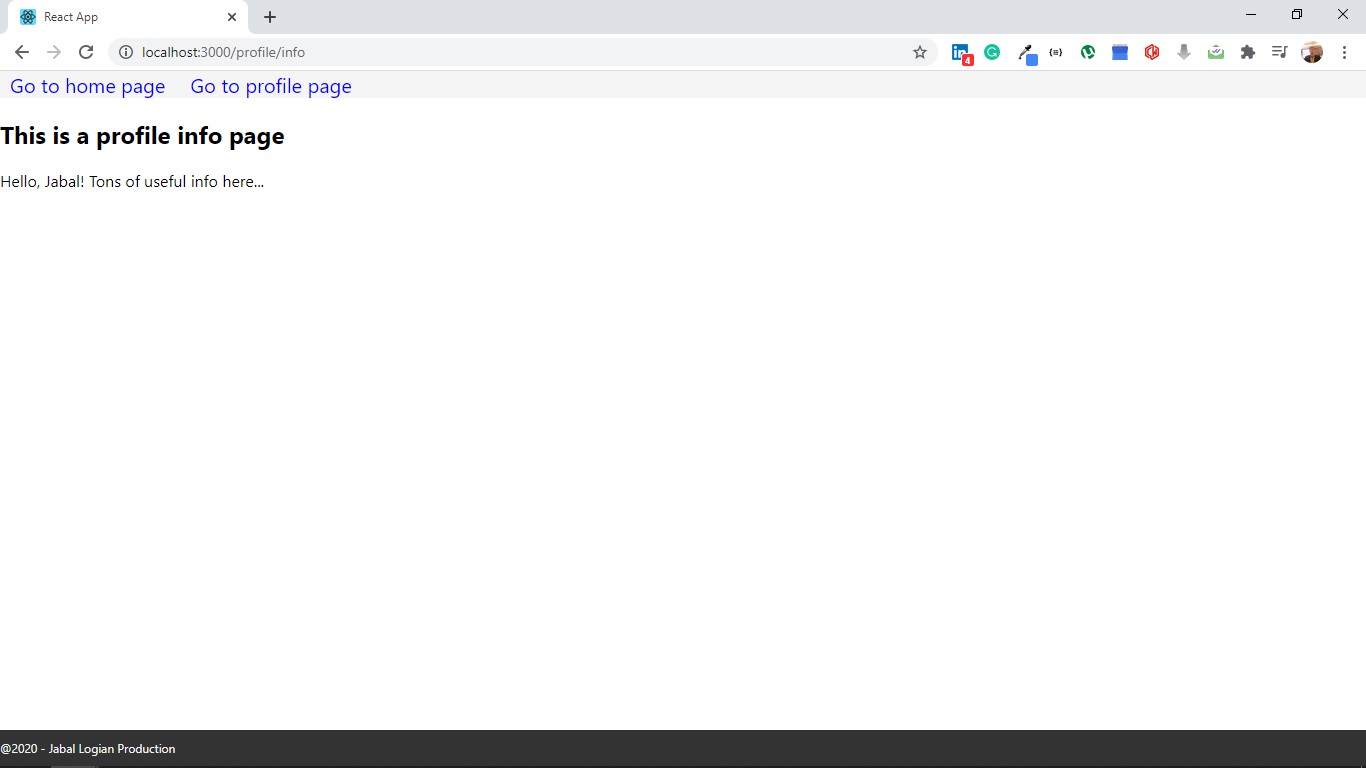 React App
localhost:3000/profile/info
4
Go to home page Go to profile page
This is a profile info page
Hello, Jabal! Tons of useful info here...
@2020 - Jabal Logian Production